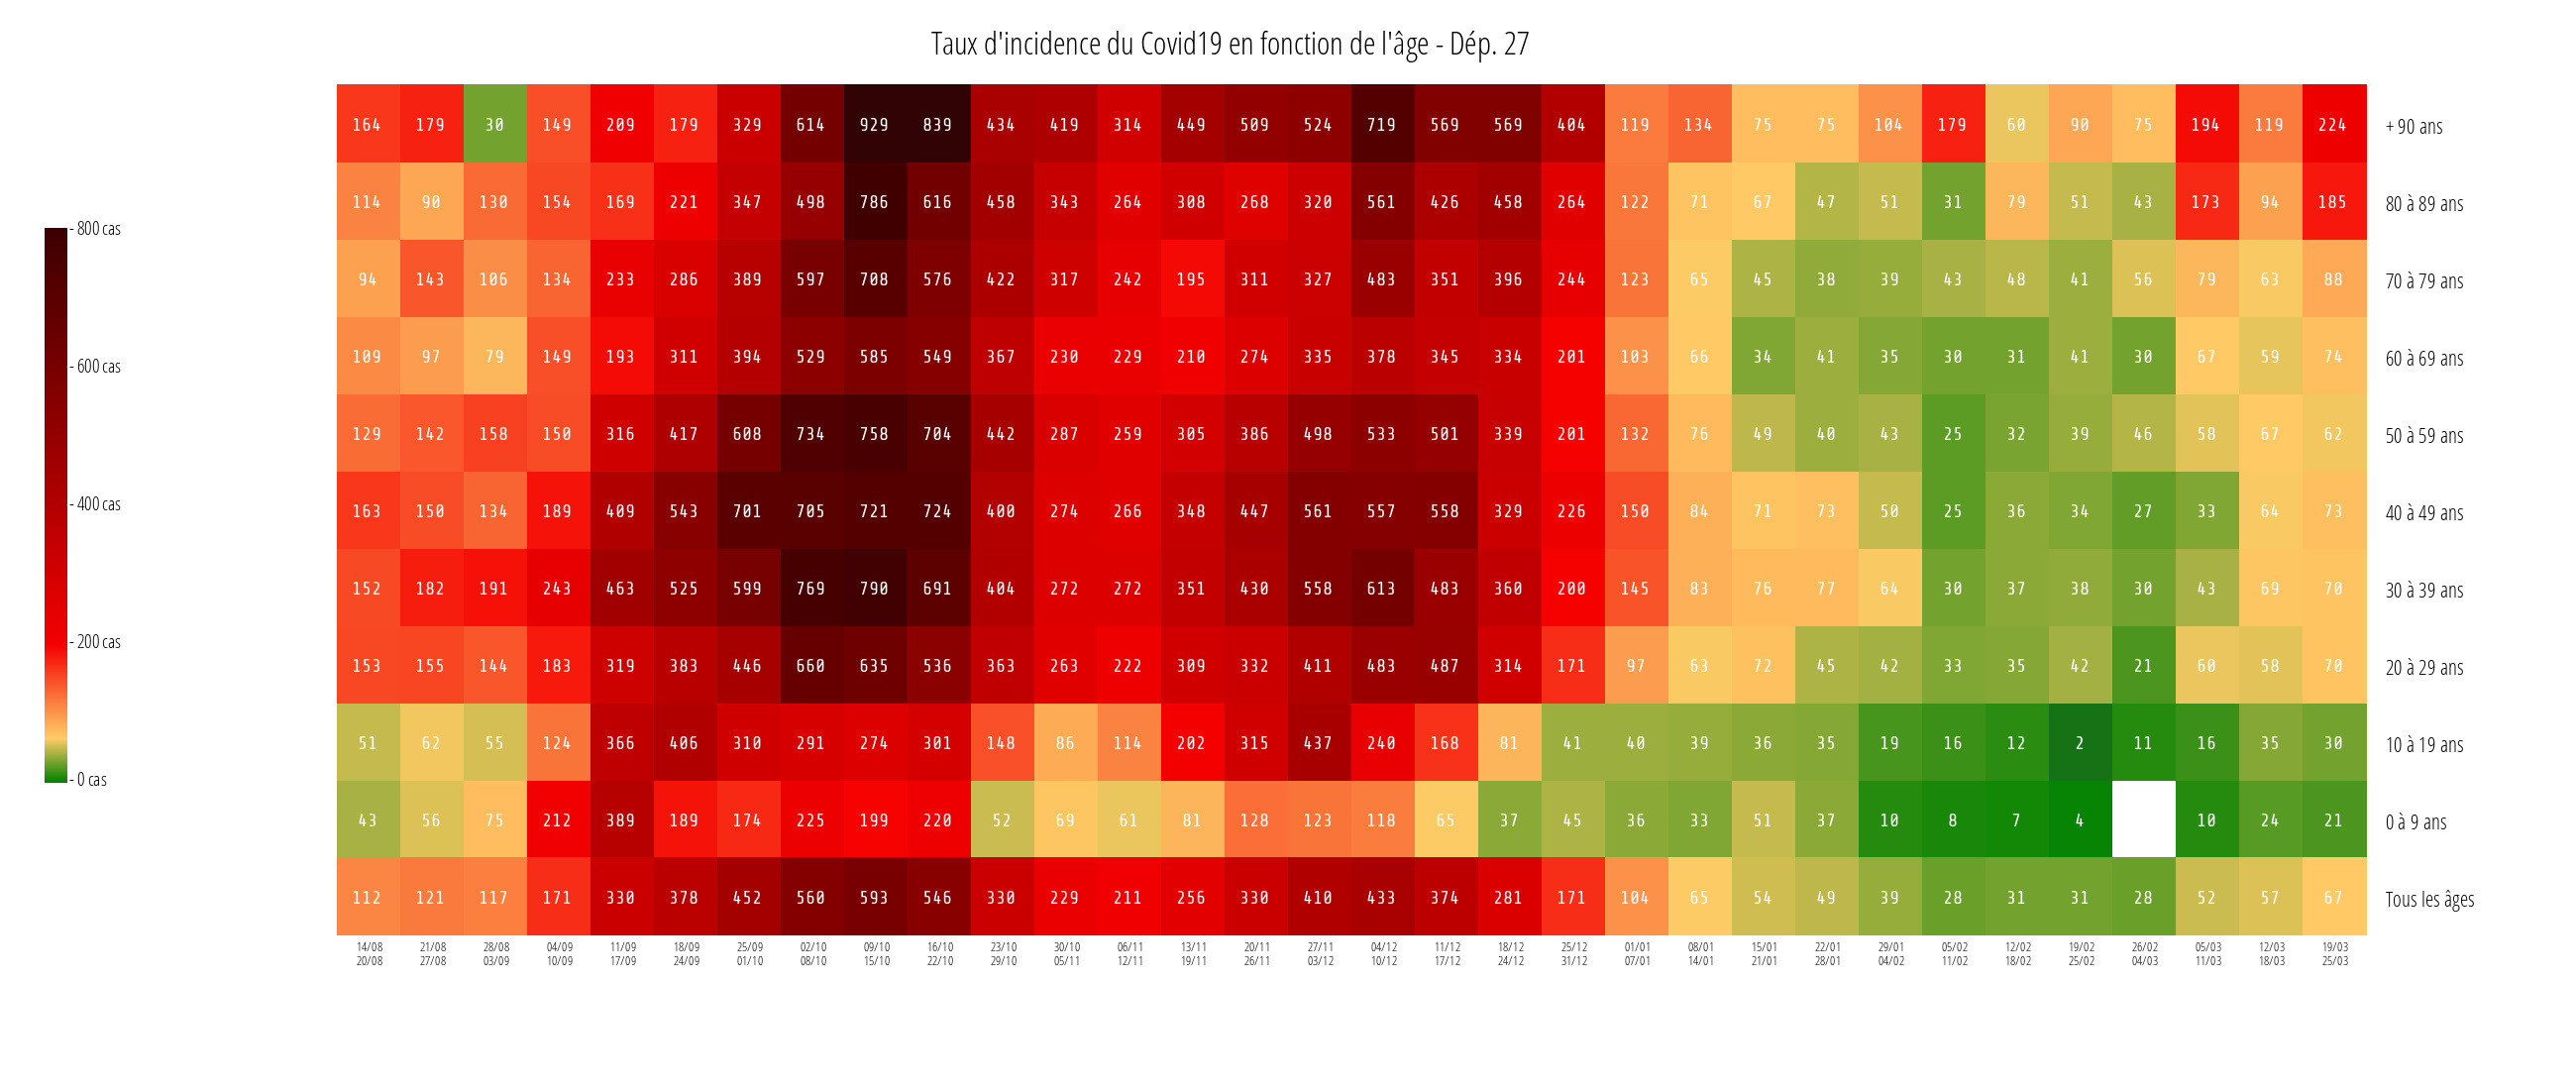 Taux d'incidence du Covid19 en fonction de l'âge - Dép. 27
164 179 30 149 209 179 329 614 929 839 434 419 314 449 509 524 719 569 569 404 119 134 75 75 104 179 60 90 75 194 119 224 + 90 ans
114 90 130 154 169 221 347 498 786 616 458 343 264 308 268 320 561 426 458 264 122 71 67 47 51 31 79 51 43 173 94 185 80 à 89 ans
94 143 106 134 233 286 389 597 708 576 422 317 242 195 311 327 483 351 396 244 123 65 45 38 39 43 48 41 56 79 63 88 70 à 79 ans
109 97 79 149 193 311 394 529 585 549 367 230 229 210 274 335 378 345 334 201 103 66 34 41 35 30 31 41 30 67 59 74 60 à 69 ans
129 142 158 150 316 417 608 734 758 704 442 287 259 305 386 498 533 501 339 201 132 76 49 40 43 25 32 39 46 58 67 62 50 à 59 ans
163 150 134 189 409 543 701 705 721 724 400 274 266 348 447 561 557 558 329 226 150 84 71 73 50 25 36 34 27 33 64 73 40 à 49 ans
152 182 191 243 463 525 599 769 790 691 404 272 272 351 430 558 613 483 360 200 145 83 76 77 64 30 37 38 30 43 69 70 30 à 39 ans
153 155 144 183 319 383 446 660 635 536 363 263 222 309 332 411 483 487 314 171 97 63 72 45 42 33 35 42 21 60 58 70 20 à 29 ans
51 62 55 124 366 406 310 291 274 301 148 86 114 202 315 437 240 168 81 41 40 39 36 35 19 16 12 2 11 16 35 30 10 à 19 ans
43 56 75 212 389 189 174 225 199 220 52 69 61 81 128 123 118 65 37 45 36 33 51 37 10 8 7 4 10 24 21 0 à 9 ans
112 121 117 171 330 378 452 560 593 546 330 229 211 256 330 410 433 374 281 171 104 65 54 49 39 28 31 31 28 52 57 67 Tous les âges
14/08 21/08 28/08 04/09 11/09 18/09 25/09 02/10 09/10 16/10 23/10 30/10 06/11 13/11 20/11 27/11 04/12 11/12 18/12 25/12 01/01 08/01 15/01 22/01 29/01 05/02 12/02 19/02 26/02 05/03 12/03 19/03
20/08 27/08 03/09 10/09 17/09 24/09 01/10 08/10 15/10 22/10 29/10 05/11 12/11 19/11 26/11 03/12 10/12 17/12 24/12 31/12 07/01 14/01 21/01 28/01 04/02 11/02 18/02 25/02 04/03 11/03 18/03 25/03
- 800 cas
- 600 cas
- 400 cas
- 200 cas
- 0 cas